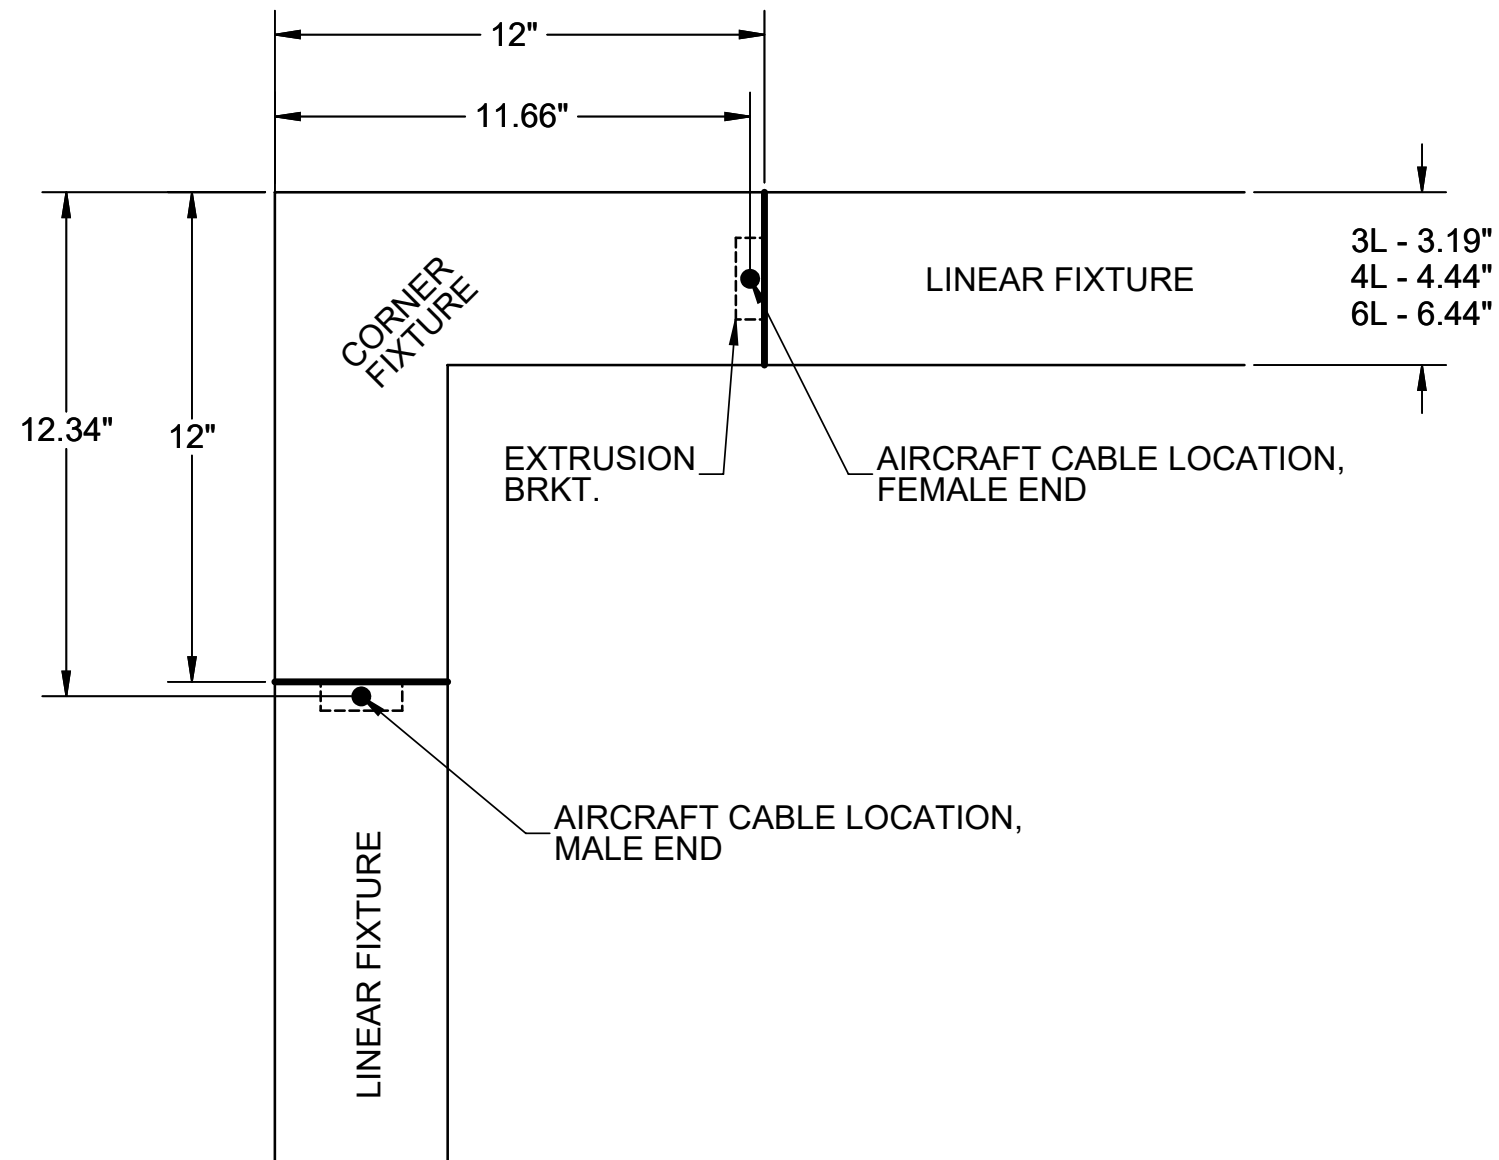 12"
11.66"
3L - 3.19"
4L - 4.44"
6L - 6.44"
LINEAR FIXTURE
CORNER
FIXTURE
12.34"
12"
EXTRUSION
BRKT.
AIRCRAFT CABLE LOCATION,
FEMALE END
AIRCRAFT CABLE LOCATION,
MALE END
LINEAR FIXTURE